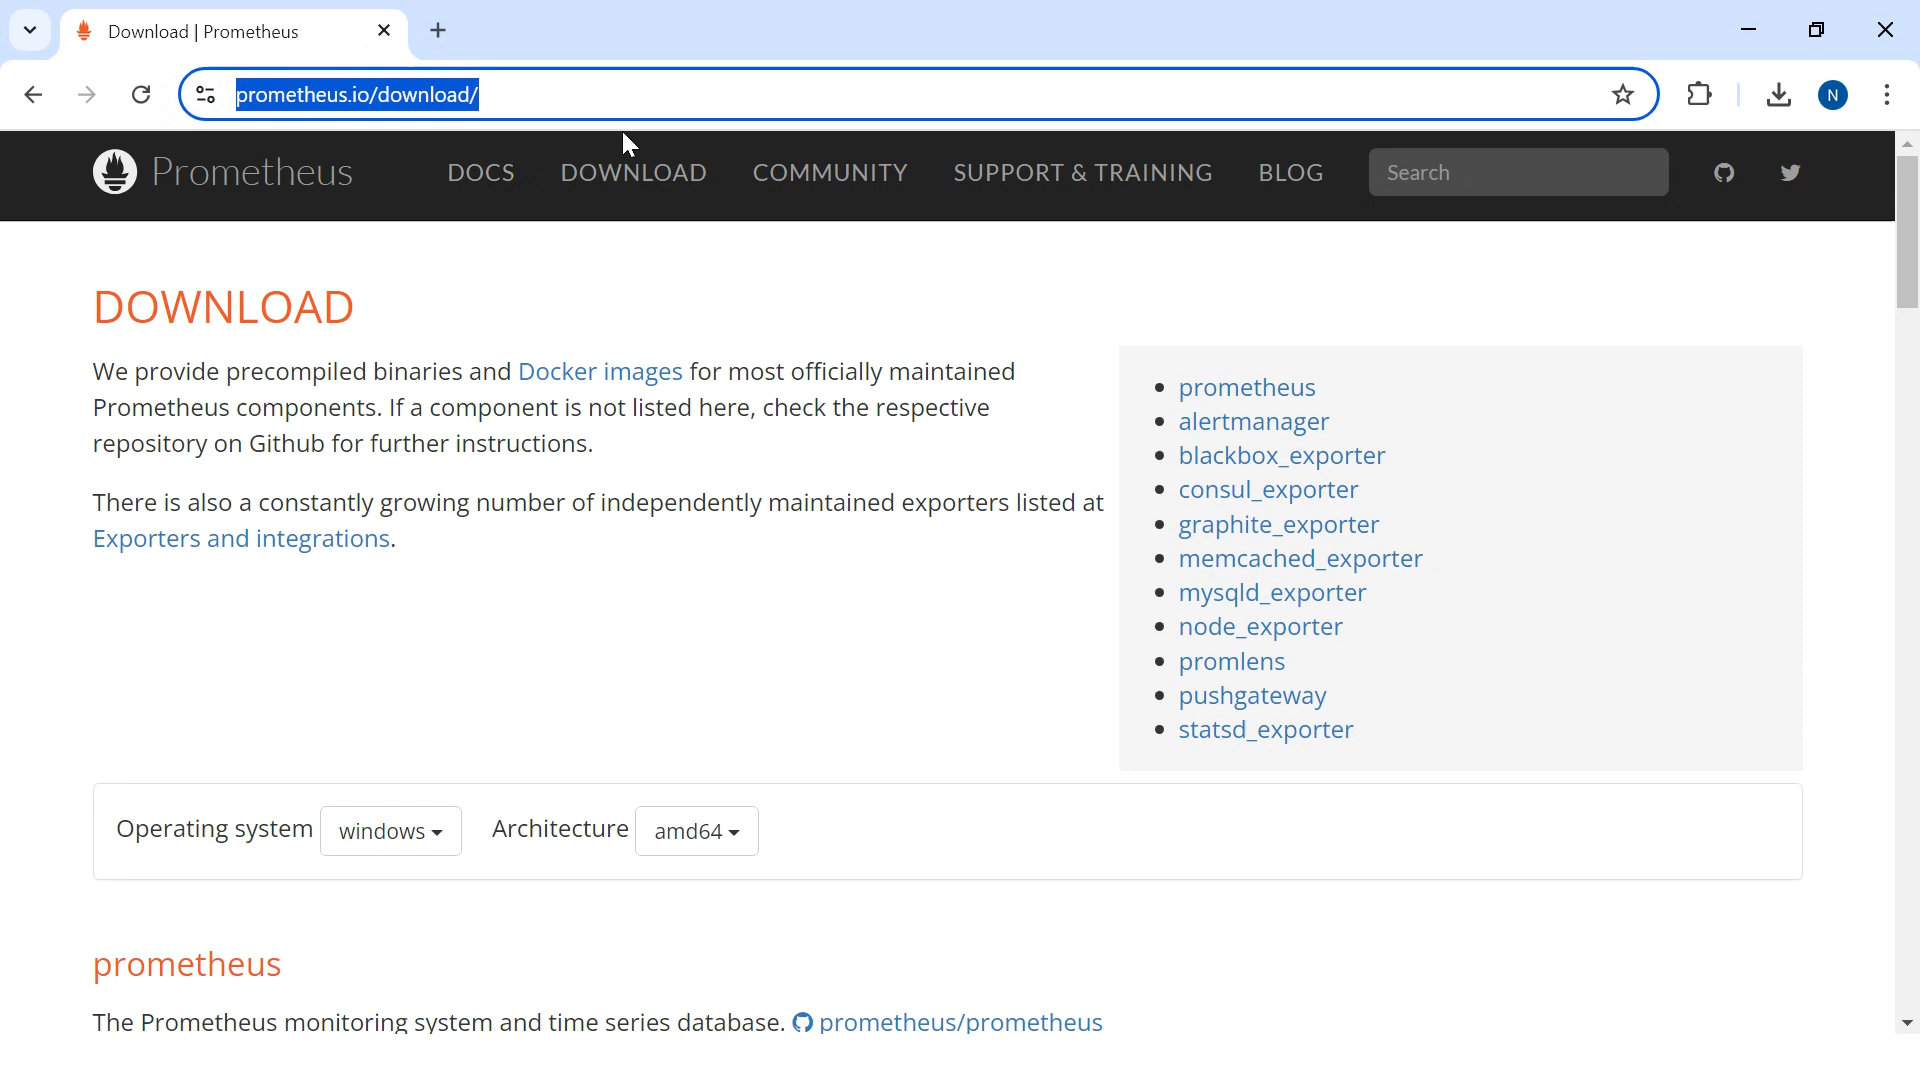 Download | Prometheus
prometheus.io/download/
N
Prometheus
DOCS
DOWNLOAD
COMMUNITY
SUPPORT & TRAINING
BLOG
Search
DOWNLOAD
We provide precompiled binaries and Docker images for most officially maintained
Prometheus components. If a component is not listed here, check the respective
repository on Github for further instructions.
There is also a constantly growing number of independently maintained exporters listed at
Exporters and integrations.
prometheus
alertmanager
blackbox_exporter
consul_exporter
graphite_exporter
memcached_exporter
mysqld_exporter
node_exporter
promlens
pushgateway
statsd_exporter
Operating system windows Architecture amd64
prometheus
The Prometheus monitoring system and time series database. prometheus/prometheus